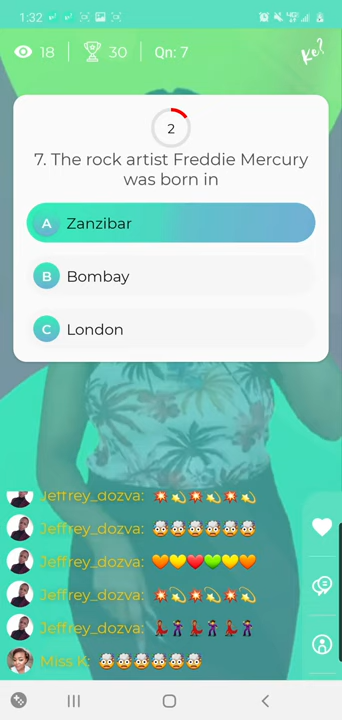 1:32
18
30
Qn: 7
Ke?
2
7. The rock artist Freddie Mercury
was born in
A Zanzibar
B Bombay
C London
Jeffrey_dozva: 💥💫💥💫💥💫
Jeffrey_dozva: 🤯🤯🤯🤯🤯🤯
Jeffrey_dozva: 🧡💛❤️💚💛🧡
Jeffrey_dozva: 💥💫💥💫💥💫
Jeffrey_dozva: 💃🕺💃🕺💃🕺
Miss K: 🤯🤯🤯🤯🤯🤯